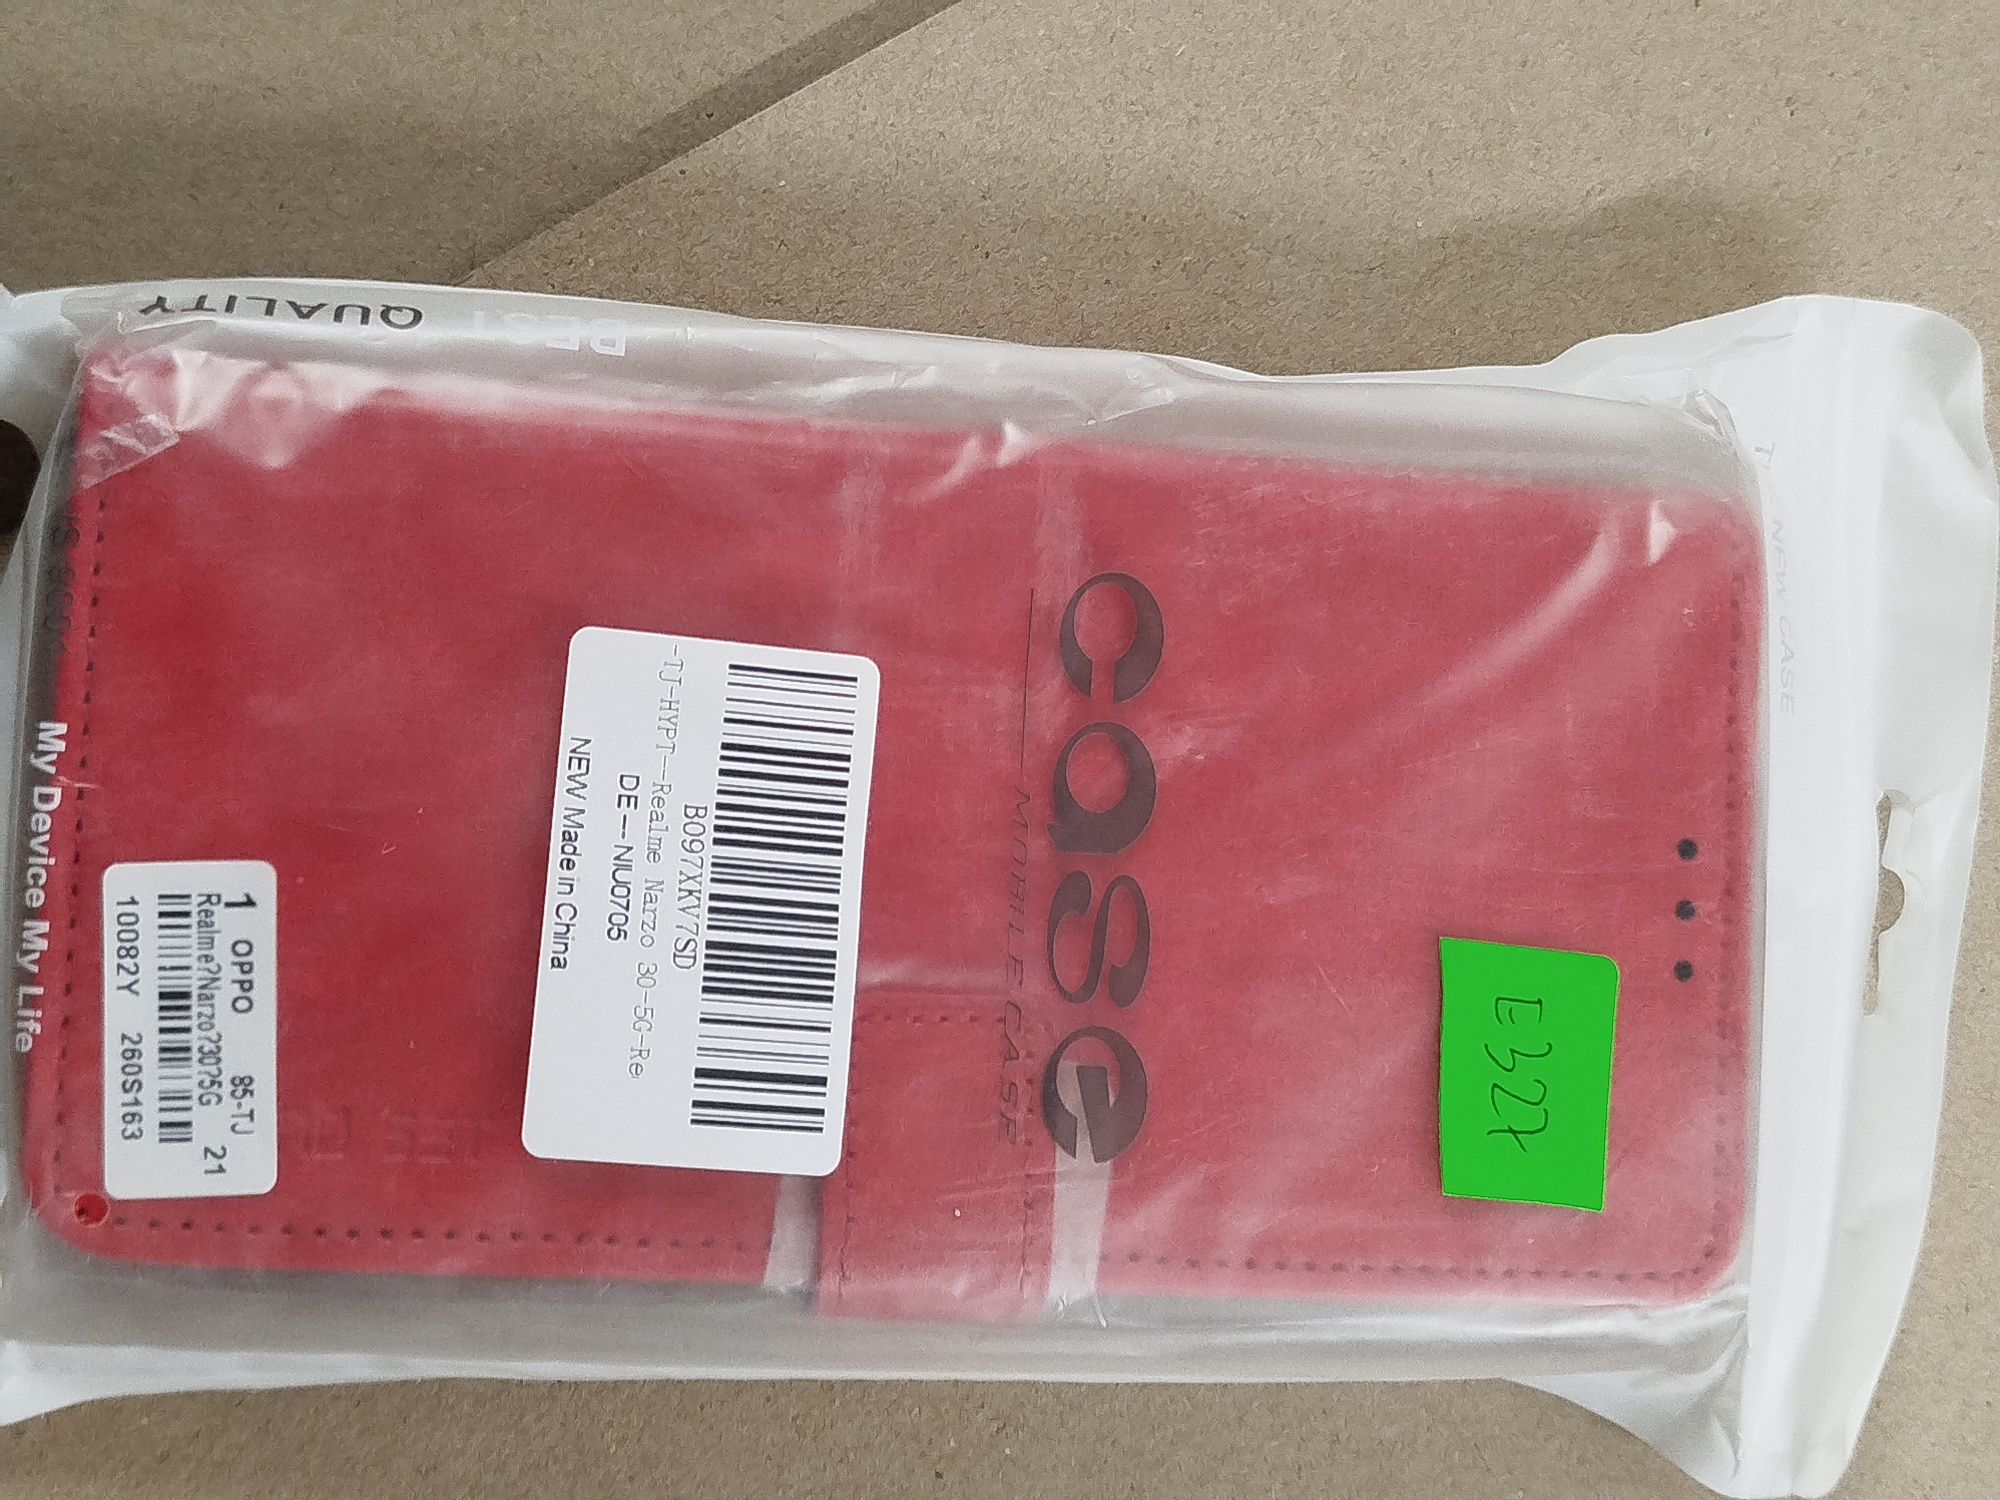 BEST
QUALITY
THE NEW CASE
case
MOBILE CASE
E327
B097XKV7SD
-TJ-HYPT--Realme Narzo 30-5G-Re
DE--- NIU0705
NEW Made in China
1 OPPO 85-TJ
Realme?Narzo?30?5G 21
10082Y 260S163
My Device My Life